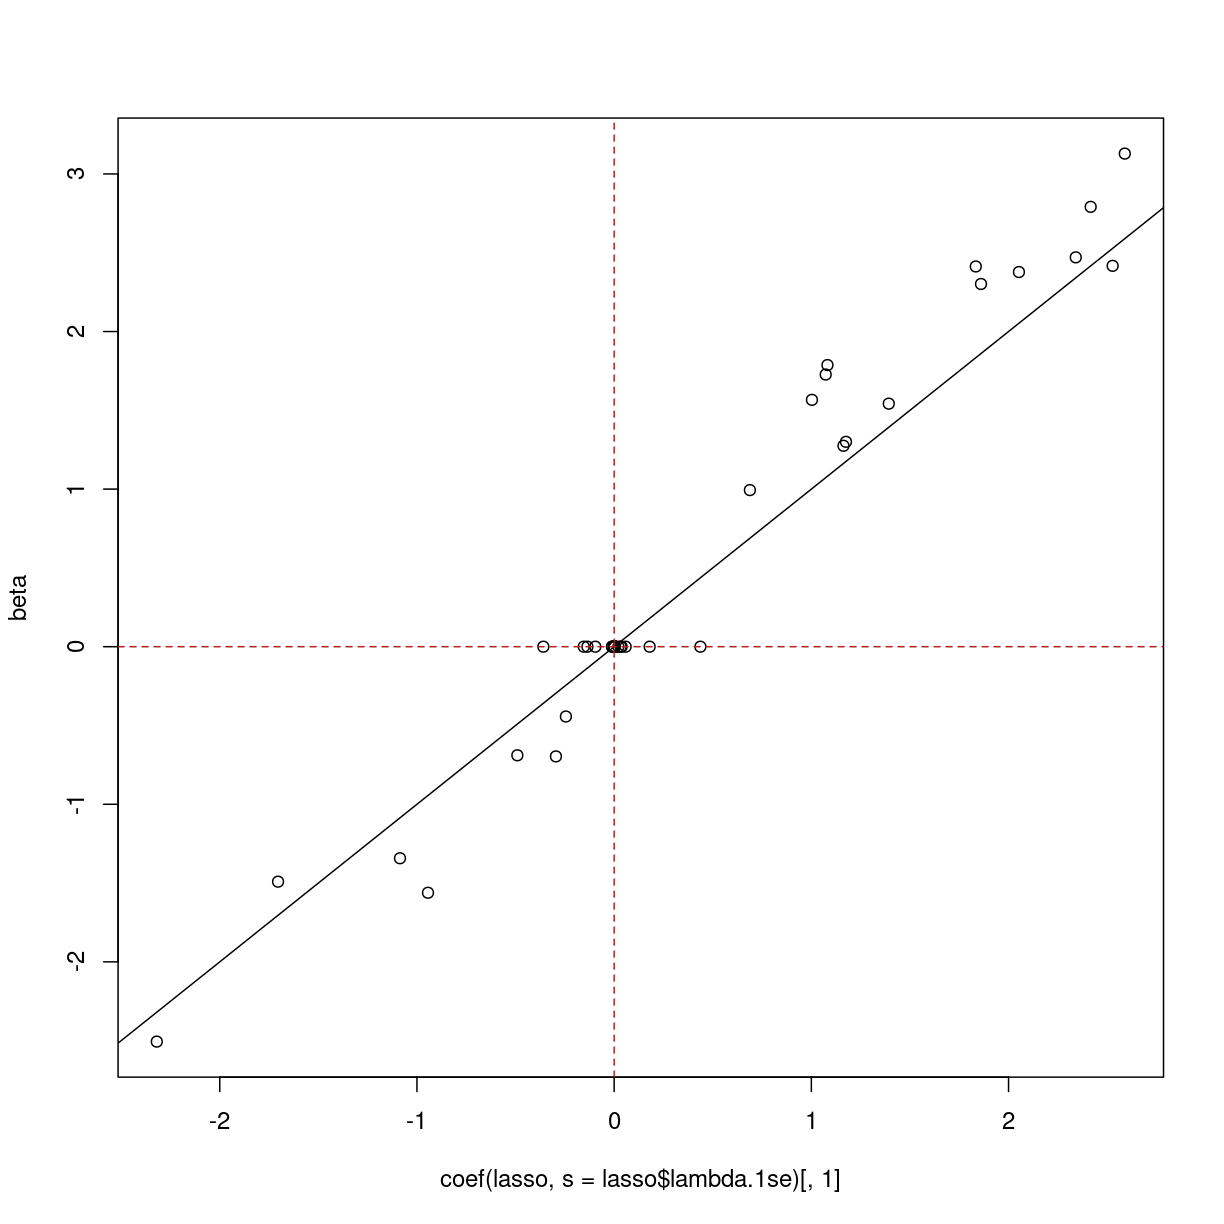 3
2
1
0
-1
-2
beta
-2 -1 0 1 2
coef(lasso, s = lasso$lambda.1se)[, 1]